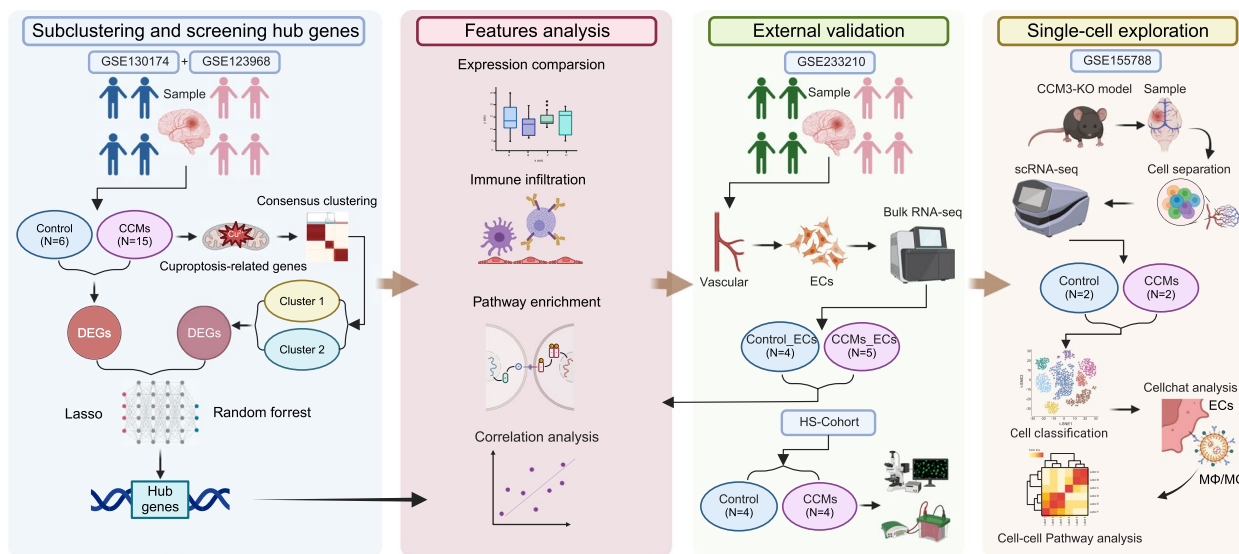 Subclustering and screening hub genes
GSE130174 + GSE123968
Sample
Control
(N=6)
CCMs
(N=15)
Cu²⁺
Cuproptosis-related genes
Consensus clustering
Cluster 1
Cluster 2
DEGs
DEGs
Lasso
Random forrest
Hub
genes
Features analysis
Expression comparsion
Immune infiltration
Pathway enrichment
Correlation analysis
External validation
GSE233210
Sample
Vascular
ECs
Bulk RNA-seq
Control_ECs
(N=4)
CCMs_ECs
(N=5)
HS-Cohort
Control
(N=4)
CCMs
(N=4)
Single-cell exploration
GSE155788
CCM3-KO model
Sample
Cell separation
scRNA-seq
Control
(N=2)
CCMs
(N=2)
t-SNE1
Cell classification
Cellchat analysis
ECs
MΦ/MC
Cell-cell Pathway analysis